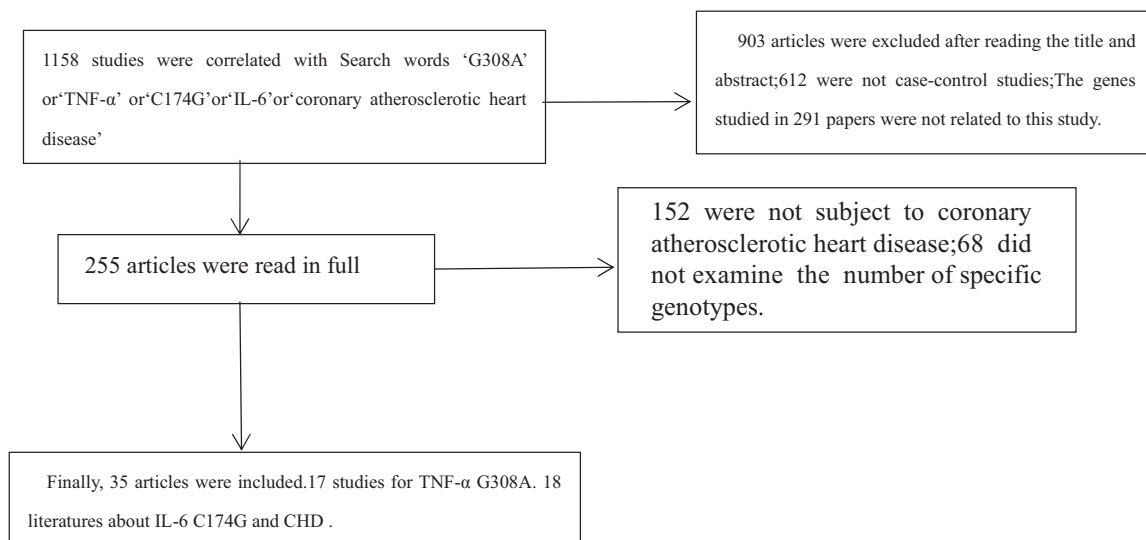 1158 studies were correlated with Search words ‘G308A’
or‘TNF-α’ or‘C174G’or‘IL-6’or‘coronary atherosclerotic heart
disease’
903 articles were excluded after reading the title and
abstract;612 were not case-control studies;The genes
studied in 291 papers were not related to this study.
255 articles were read in full
152 were not subject to coronary
atherosclerotic heart disease;68 did
not examine the number of specific
genotypes.
Finally, 35 articles were included.17 studies for TNF-α G308A. 18
literatures about IL-6 C174G and CHD .